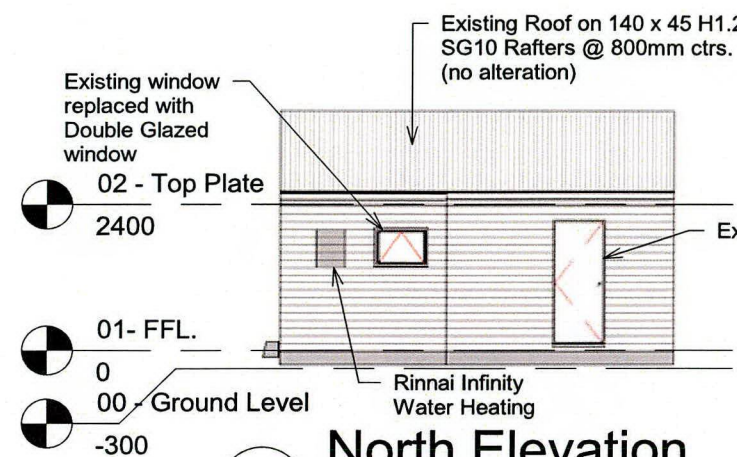 Existing Roof on 140 x 45 H1.2
SG10 Rafters @ 800mm ctrs.
(no alteration)
Existing window
replaced with
Double Glazed
window
02 - Top Plate
2400
Ex
01- FFL.
0
00 - Ground Level
-300
Rinnai Infinity
Water Heating
North Elevation